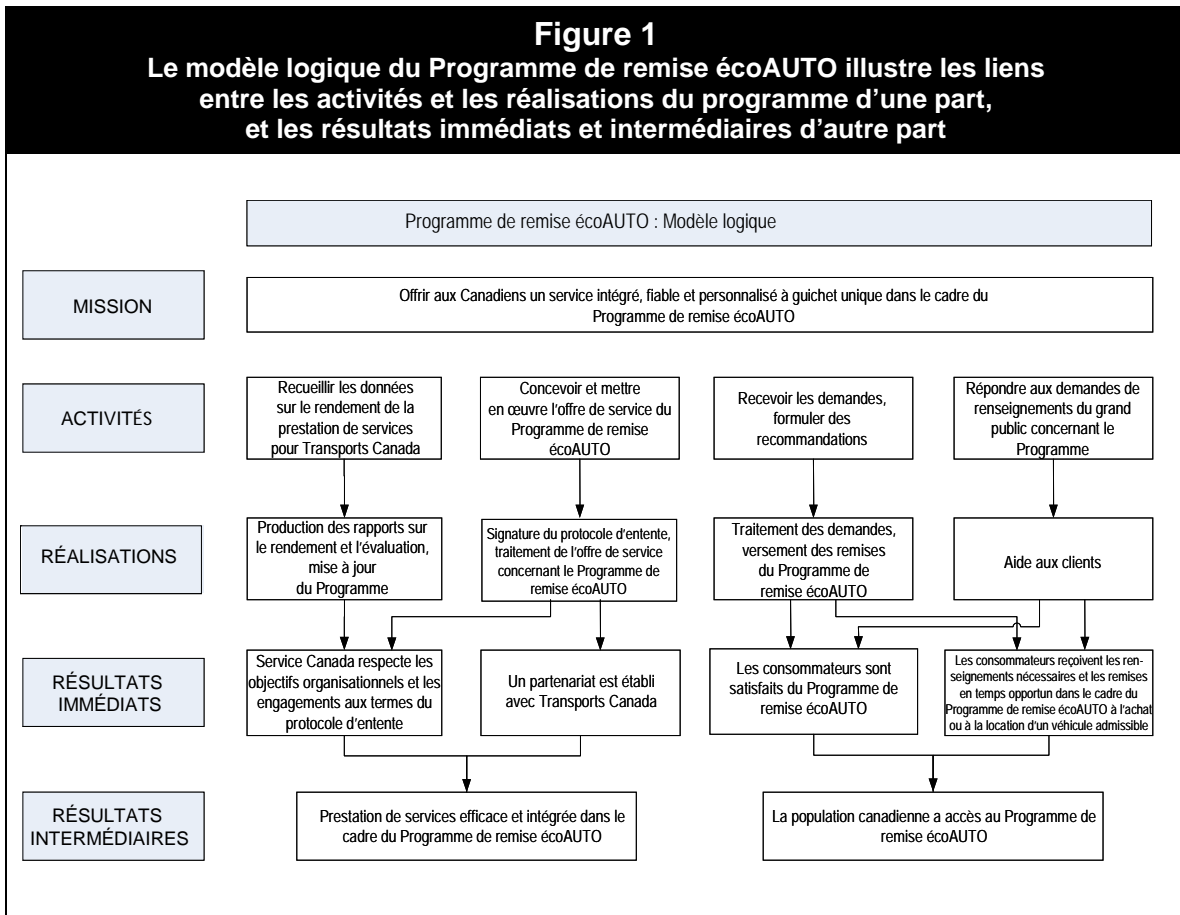 Figure 1
Le modèle logique du Programme de remise écoAUTO illustre les liens
entre les activités et les réalisations du programme d'une part,
et les résultats immédiats et intermédiaires d'autre part
Programme de remise écoAUTO : Modèle logique
MISSION
Offrir aux Canadiens un service intégré, fiable et personnalisé à guichet unique dans le cadre du
Programme de remise écoAUTO
ACTIVITÉS
Recueillir les données
sur le rendement de la
prestation de services
pour Transports Canada
Concevoir et mettre
en œuvre l'offre de service du
Programme de remise
écoAUTO
Recevoir les demandes,
formuler des
recommandations
Répondre aux demandes de
renseignements du grand
public concernant le
Programme
RÉALISATIONS
Production des rapports sur
le rendement et l'évaluation,
mise à jour
du Programme
Signature du protocole d'entente,
traitement de l'offre de service
concernant le Programme de
remise écoAUTO
Traitement des demandes,
versement des remises
du Programme de
remise écoAUTO
Aide aux clients
RÉSULTATS
IMMÉDIATS
Service Canada respecte les
objectifs organisationnels et les
engagements aux termes du
protocole d'entente
Un partenariat est établi
avec Transports Canada
Les consommateurs sont
satisfaits du Programme de
remise écoAUTO
Les consommateurs reçoivent les ren-
seignements nécessaires et les remises
en temps opportun dans le cadre du
Programme de remise écoAUTO à l'achat
ou à la location d'un véhicule admissible
RÉSULTATS
INTERMÉDIAIRES
Prestation de services efficace et intégrée dans le
cadre du Programme de remise écoAUTO
La population canadienne a accès au Programme de
remise écoAUTO